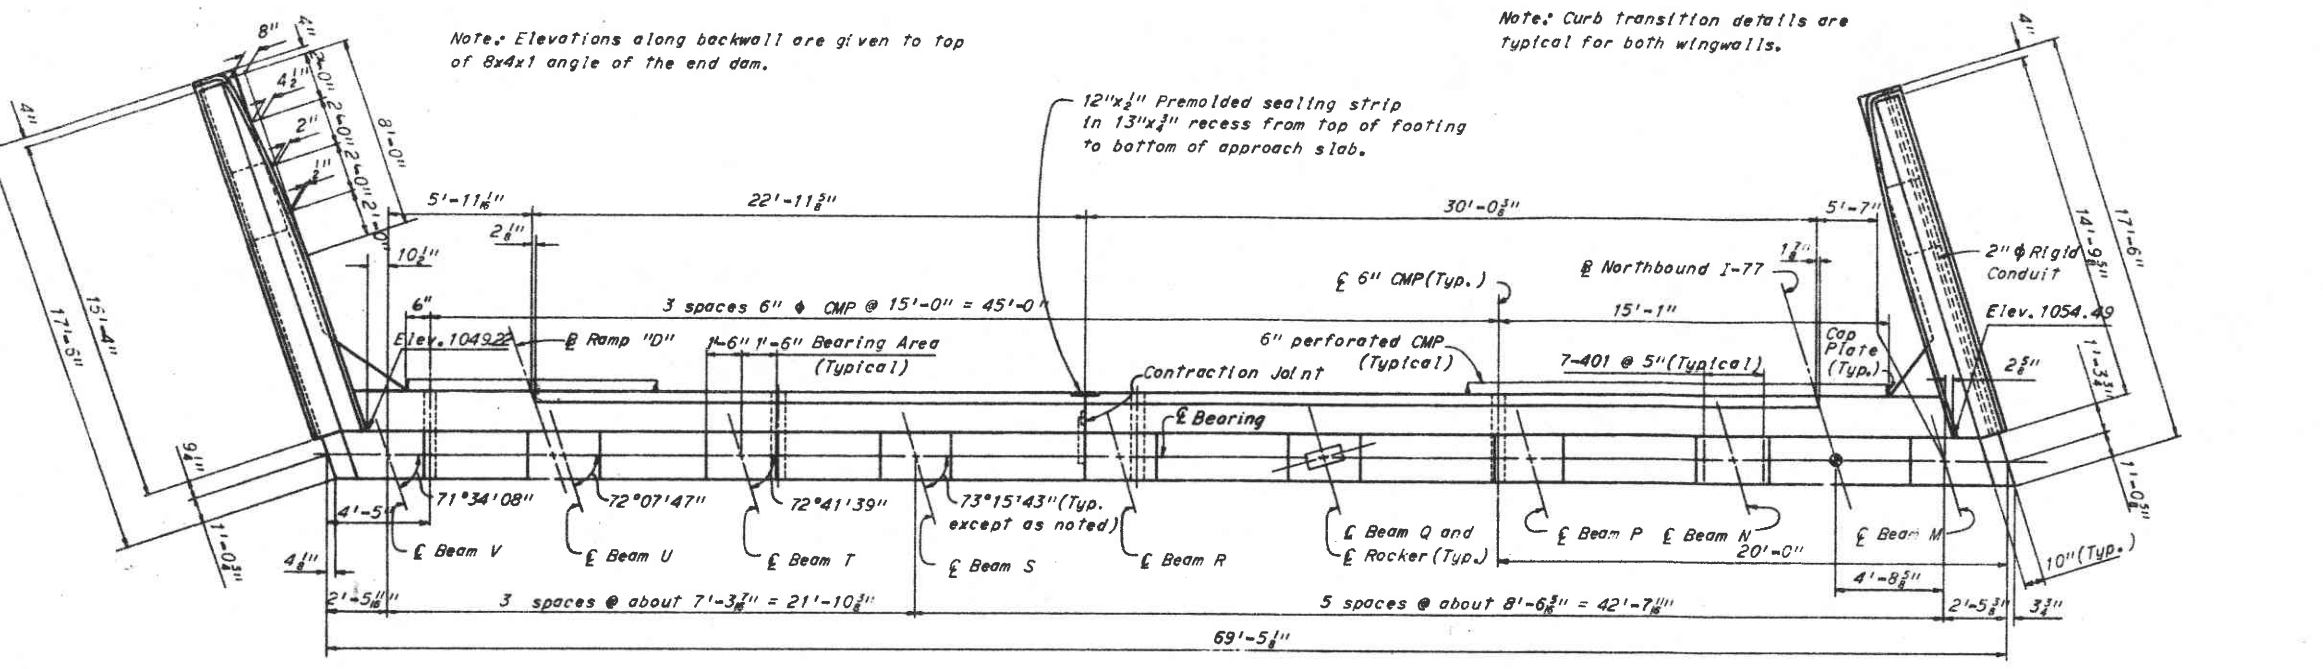 Note: Elevations along backwall are given to top
of 8x4x1 angle of the end dam.
Note: Curb transition details are
typical for both wingwalls.
12"x½" Premolded sealing strip
in 13"x¾" recess from top of footing
to bottom of approach slab.
4"
8"
4"
4½"
2"
½"
2'-0"
2'-0"
2'-0"
2'-0"
8'-0"
15'-4"
17'-6"
9¼"
1'-0¾"
5'-11 1/16"
22'-11⅝"
30'-0⅝"
5'-7"
2⅛"
10½"
1⅞"
4"
14'-9⅝"
17'-6"
2" ϕ Rigid
Conduit
℄ 6" CMP(Typ.)
Northbound I-77
6"
3 spaces 6" ϕ CMP @ 15'-0" = 45'-0"
15'-1"
Elev. 1049.22
Ramp "D"
1'-6" 1'-6" Bearing Area
(Typical)
6" perforated CMP
(Typical)
Contraction Joint
7-401 @ 5"(Typical)
Cap
Plate
(Typ.)
Elev. 1054.49
2⅝"
1'-3¾"
℄ Bearing
71°34'08"
72°07'47"
72°41'39"
73°15'43"(Typ.
except as noted)
4'-5"
4⅛"
℄ Beam V
℄ Beam U
℄ Beam T
℄ Beam S
℄ Beam R
℄ Beam Q and
℄ Rocker(Typ.)
℄ Beam P
℄ Beam N
℄ Beam M
20'-0"
4'-8⅝"
1'-0⅝"
10"(Typ.)
2'-5 11/16"
3 spaces @ about 7'-3 7/16" = 21'-10⅜"
5 spaces @ about 8'-6 5/16" = 42'-7 11/16"
2'-5⅜"
3¾"
69'-5⅛"